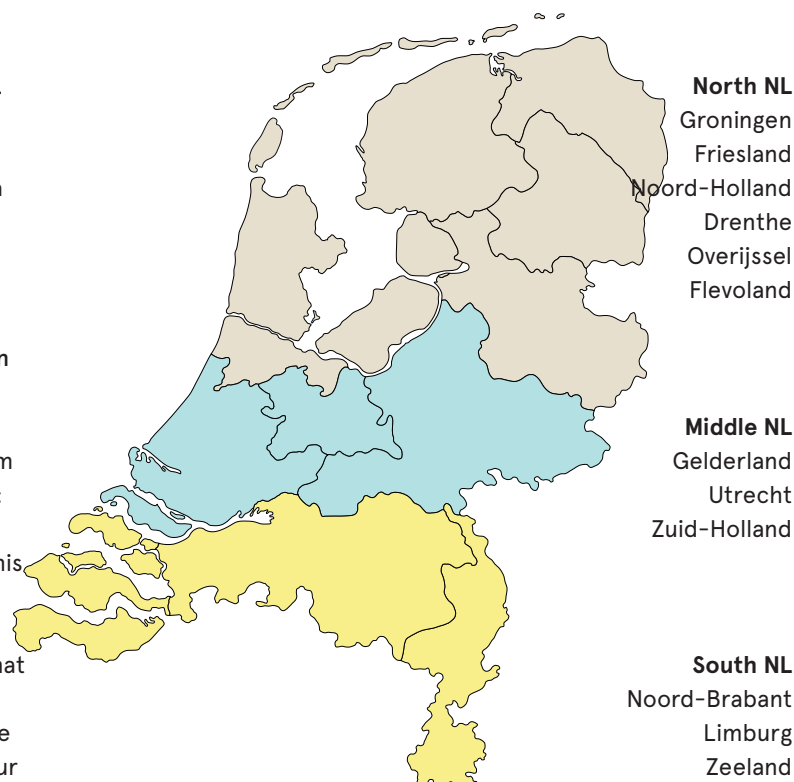 North NL
Groningen
Friesland
Noord-Holland
Drenthe
Overijssel
Flevoland
Middle NL
Gelderland
Utrecht
Zuid-Holland
South NL
Noord-Brabant
Limburg
Zeeland